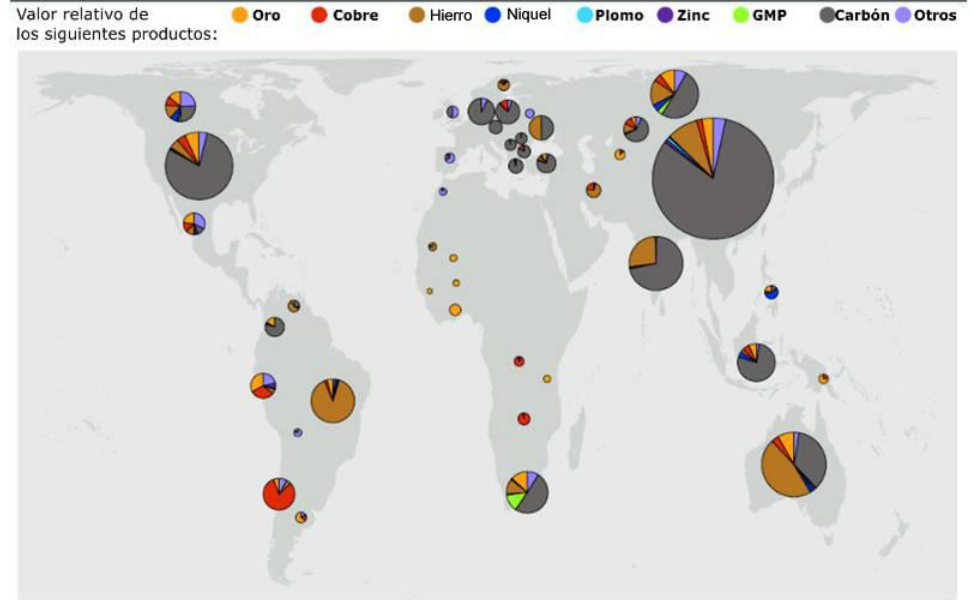 Valor relativo de
los siguientes productos:
Oro Cobre Hierro Niquel Plomo Zinc GMP Carbón Otros